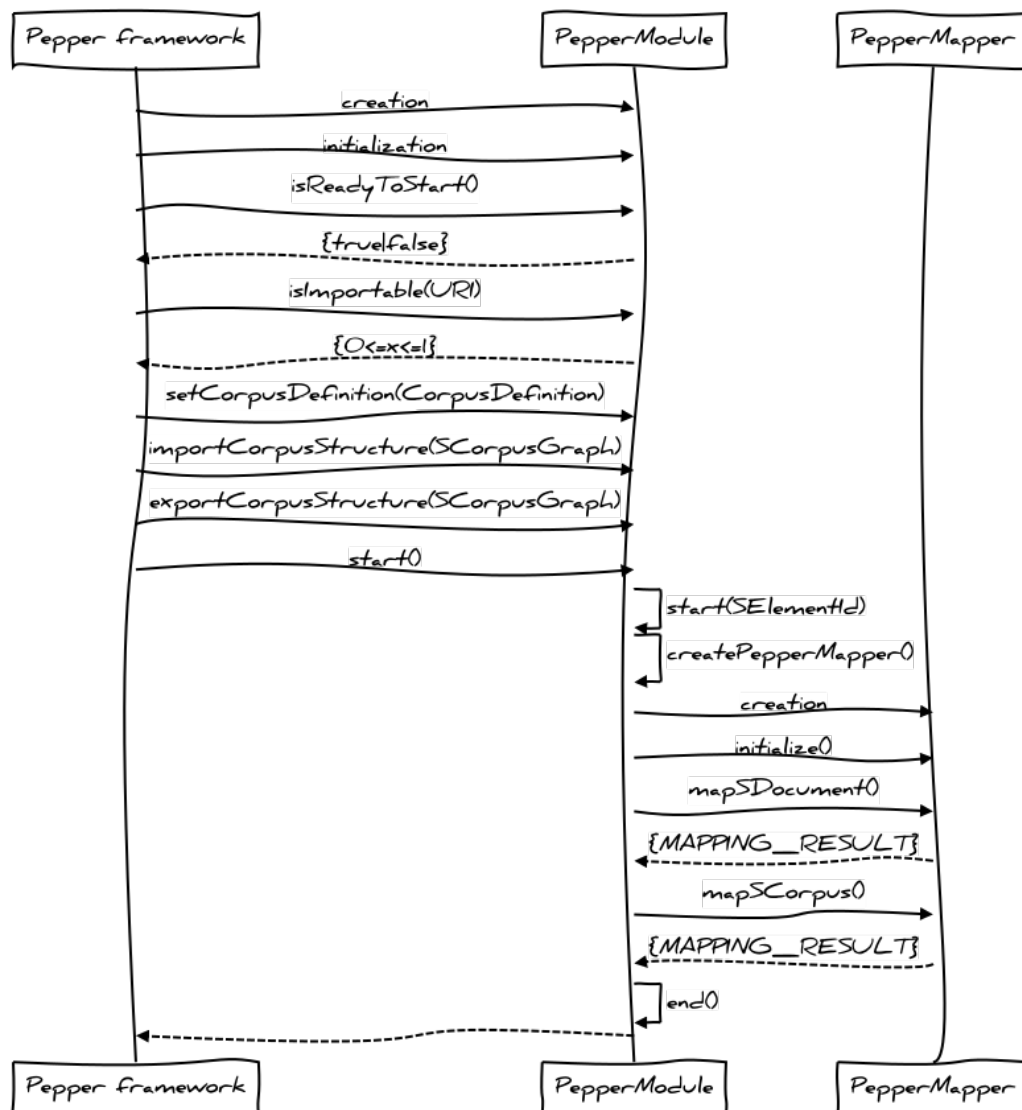 Pepper framework
PepperModule
PepperMapper
creation
initialization
isReadyToStart()
{true|false}
isImportable(URI)
{0<=x<=1}
setCorpusDefinition(CorpusDefinition)
importCorpusStructure(SCorpusGraph)
exportCorpusStructure(SCorpusGraph)
start()
start(SElementId)
createPepperMapper()
creation
initialize()
mapSDocument()
{MAPPING_RESULT}
mapSCorpus()
{MAPPING_RESULT}
end()
Pepper framework
PepperModule
PepperMapper